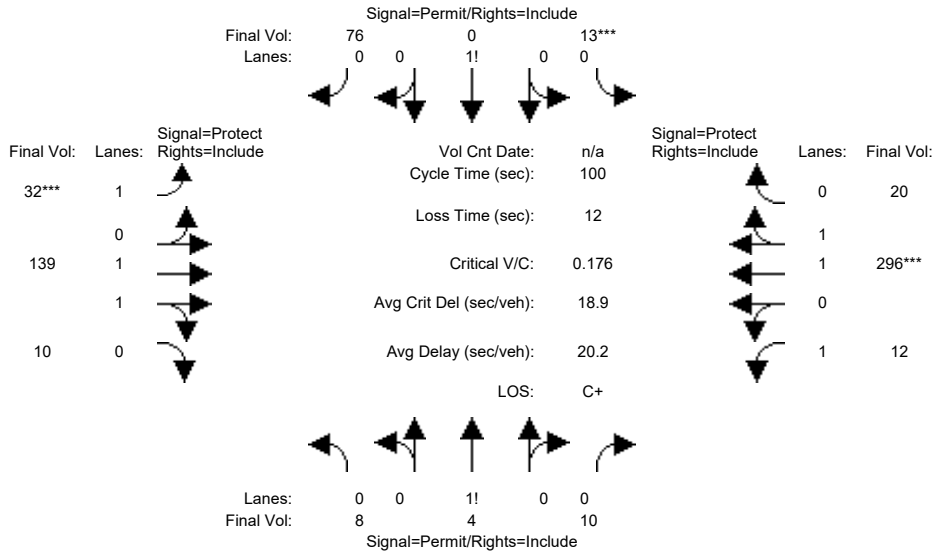 Signal=Permit/Rights=Include
Final Vol: 76 0 13***
Lanes: 0 0 1! 0 0
Signal=Protect
Final Vol: Lanes: Rights=Include
Vol Cnt Date: n/a
Signal=Protect
Rights=Include Lanes: Final Vol:
Cycle Time (sec): 100
32*** 1
0 20
Loss Time (sec): 12
0
1
139 1
Critical V/C: 0.176
1 296***
1
Avg Crit Del (sec/veh): 18.9
0
10 0
Avg Delay (sec/veh): 20.2
1 12
LOS: C+
Lanes: 0 0 1! 0 0
Final Vol: 8 4 10
Signal=Permit/Rights=Include